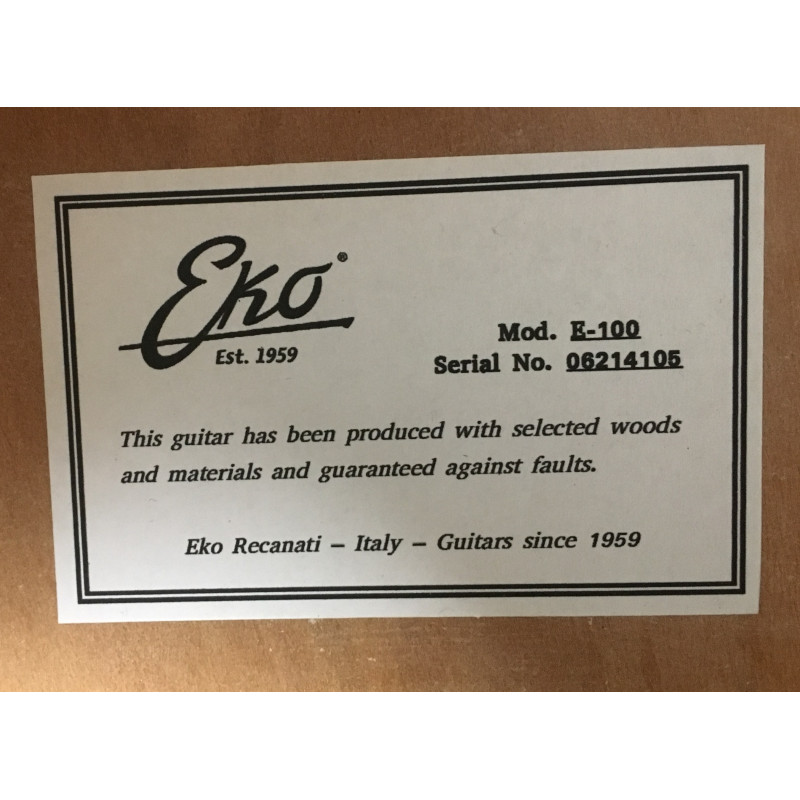 Eko®
Est. 1959
Mod. E-100
Serial No. 06214105
This guitar has been produced with selected woods
and materials and guaranteed against faults.
Eko Recanati – Italy – Guitars since 1959